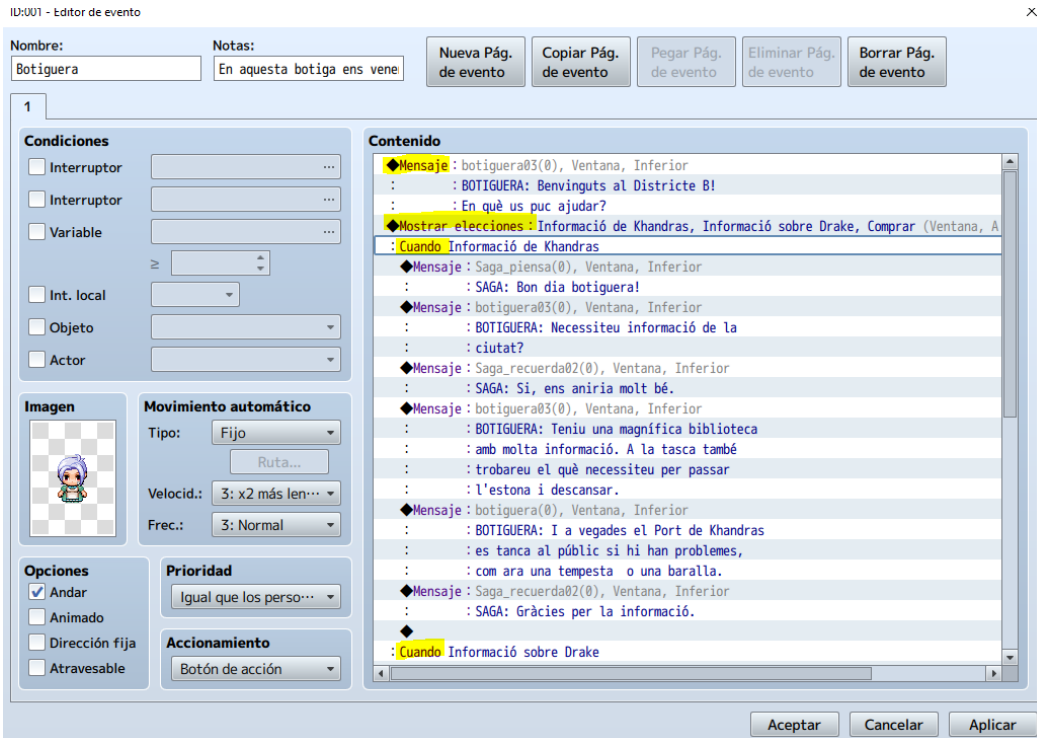 ID:001 - Editor de evento
Nombre:
Notas:
Botiguera
En aquesta botiga ens vene
Nueva Pág.
de evento
Copiar Pág.
de evento
Pegar Pág.
de evento
Eliminar Pág.
de evento
Borrar Pág.
de evento
1
Condiciones
Interruptor ...
Interruptor ...
Variable ...
≥
Int. local
Objeto
Actor
Imagen
Movimiento automático
Tipo: Fijo
Ruta...
Velocid.: 3: x2 más len...
Frec.: 3: Normal
Opciones
Andar
Animado
Dirección fija
Atravesable
Prioridad
Igual que los perso...
Accionamiento
Botón de acción
Contenido
◆Mensaje : botiguera03(0), Ventana, Inferior
: : BOTIGUERA: Benvinguts al Districte B!
: : En què us puc ajudar?
◆Mostrar elecciones : Informació de Khandras, Informació sobre Drake, Comprar (Ventana, A
: Cuando Informació de Khandras
◆Mensaje : Saga_piensa(0), Ventana, Inferior
: : SAGA: Bon dia botiguera!
◆Mensaje : botiguera03(0), Ventana, Inferior
: : BOTIGUERA: Necessiteu informació de la
: : ciutat?
◆Mensaje : Saga_recuerda02(0), Ventana, Inferior
: : SAGA: Si, ens aniria molt bé.
◆Mensaje : botiguera03(0), Ventana, Inferior
: : BOTIGUERA: Teniu una magnífica biblioteca
: : amb molta informació. A la tasca també
: : trobareu el què necessiteu per passar
: : l'estona i descansar.
◆Mensaje : botiguera(0), Ventana, Inferior
: : BOTIGUERA: I a vegades el Port de Khandras
: : es tanca al públic si hi han problemes,
: : com ara una tempesta o una baralla.
◆Mensaje : Saga_recuerda02(0), Ventana, Inferior
: : SAGA: Gràcies per la informació.
◆
: Cuando Informació sobre Drake
Aceptar
Cancelar
Aplicar